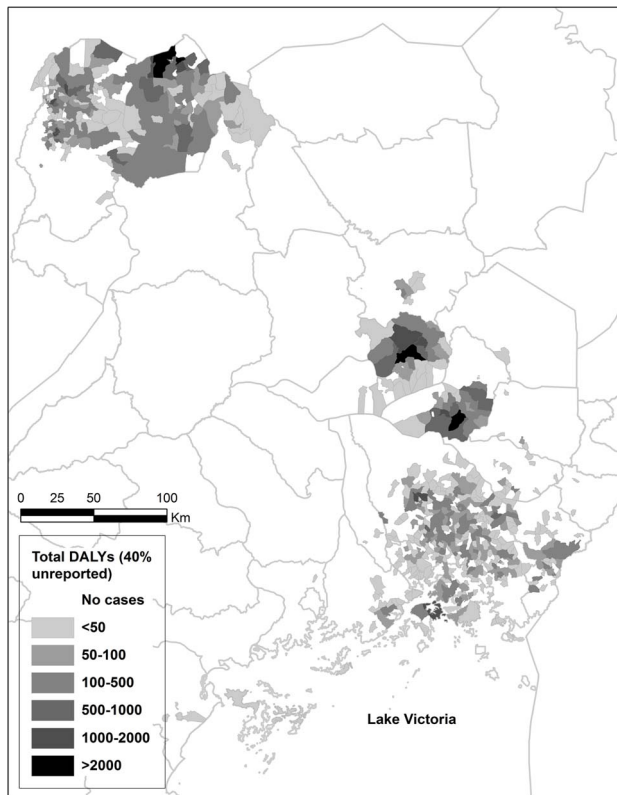 0 25 50 100
Km
Total DALYs (40%
unreported)
No cases
<50
50-100
100-500
500-1000
1000-2000
>2000
Lake Victoria